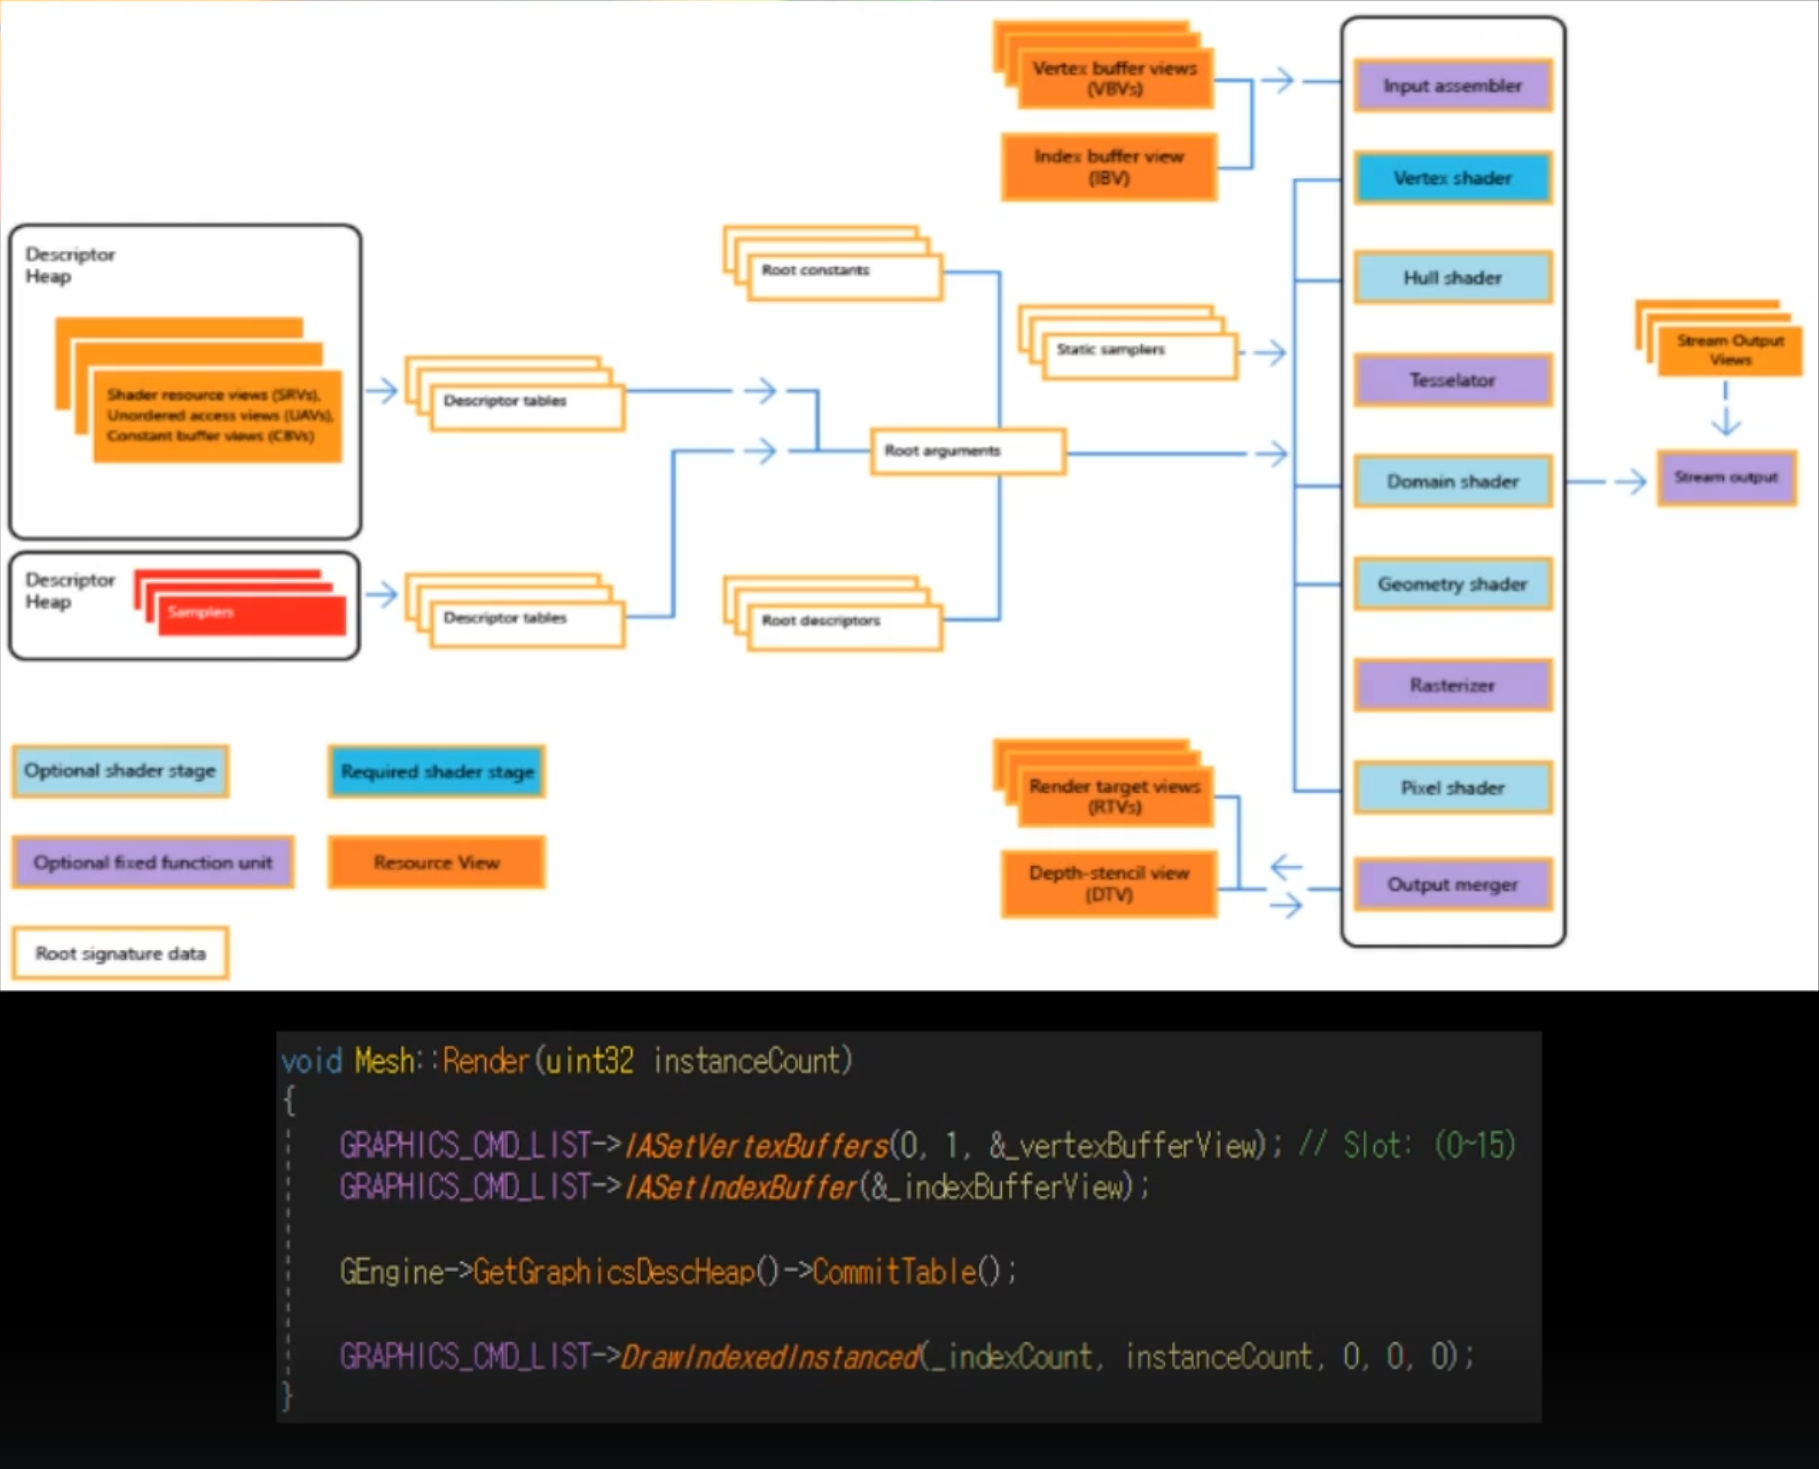 Vertex buffer views
(VBVs)
Index buffer view
(IBV)
Input assembler
Vertex shader
Hull shader
Tesselator
Domain shader
Geometry shader
Rasterizer
Pixel shader
Output merger
Descriptor
Heap
Shader resource views (SRVs),
Unordered access views (UAVs),
Constant buffer views (CBVs)
Descriptor tables
Root constants
Static samplers
Root arguments
Stream Output
Views
Stream output
Descriptor
Heap
Samplers
Descriptor tables
Root descriptors
Render target views
(RTVs)
Depth-stencil view
(DTV)
Optional shader stage
Required shader stage
Optional fixed function unit
Resource View
Root signature data
void Mesh::Render(uint32 instanceCount)
{
GRAPHICS_CMD_LIST->IASetVertexBuffers(0, 1, &_vertexBufferView); // Slot: (0~15)
GRAPHICS_CMD_LIST->IASetIndexBuffer(&_indexBufferView);
GEngine->GetGraphicsDescHeap()->CommitTable();
GRAPHICS_CMD_LIST->DrawIndexedInstanced(_indexCount, instanceCount, 0, 0, 0);
}